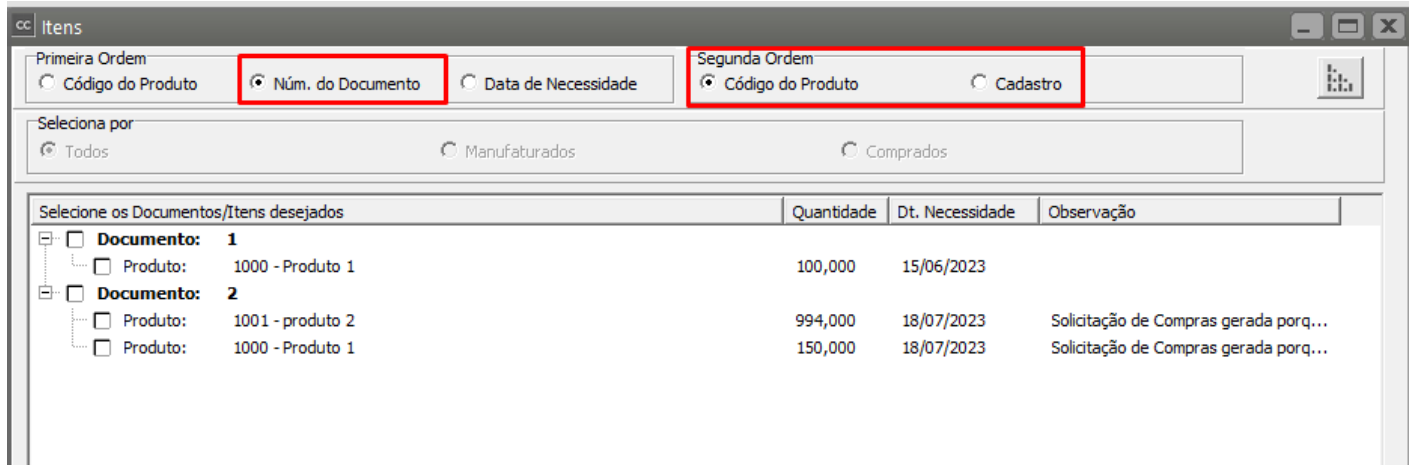 cc Itens
Primeira Ordem Segunda Ordem
Código do Produto Núm. do Documento Data de Necessidade Código do Produto Cadastro
Seleciona por
Todos Manufaturados Comprados
Selecione os Documentos/Itens desejados Quantidade Dt. Necessidade Observação
Documento: 1
Produto: 1000 - Produto 1 100,000 15/06/2023
Documento: 2
Produto: 1001 - produto 2 994,000 18/07/2023 Solicitação de Compras gerada porq...
Produto: 1000 - Produto 1 150,000 18/07/2023 Solicitação de Compras gerada porq...